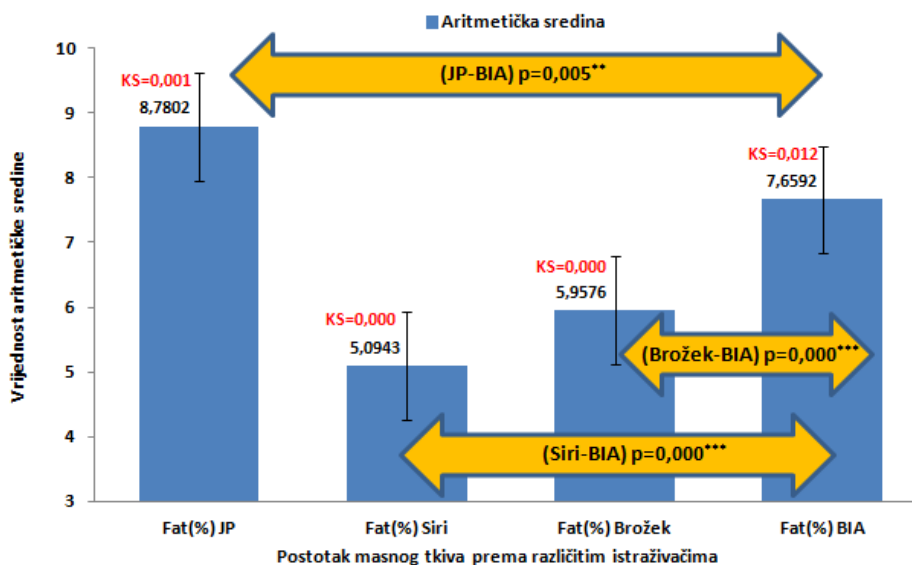 Aritmetička sredina
Vrijednost aritmetičke sredine
10
9
8
7
6
5
4
3
(JP-BIA) p=0,005**
KS=0,001
8,7802
KS=0,012
7,6592
KS=0,000
5,9576
KS=0,000
5,0943
(Brožek-BIA) p=0,000***
(Siri-BIA) p=0,000***
Fat(%) JP
Fat(%) Siri
Fat(%) Brožek
Fat(%) BIA
Postotak masnog tkiva prema različitim istraživačima